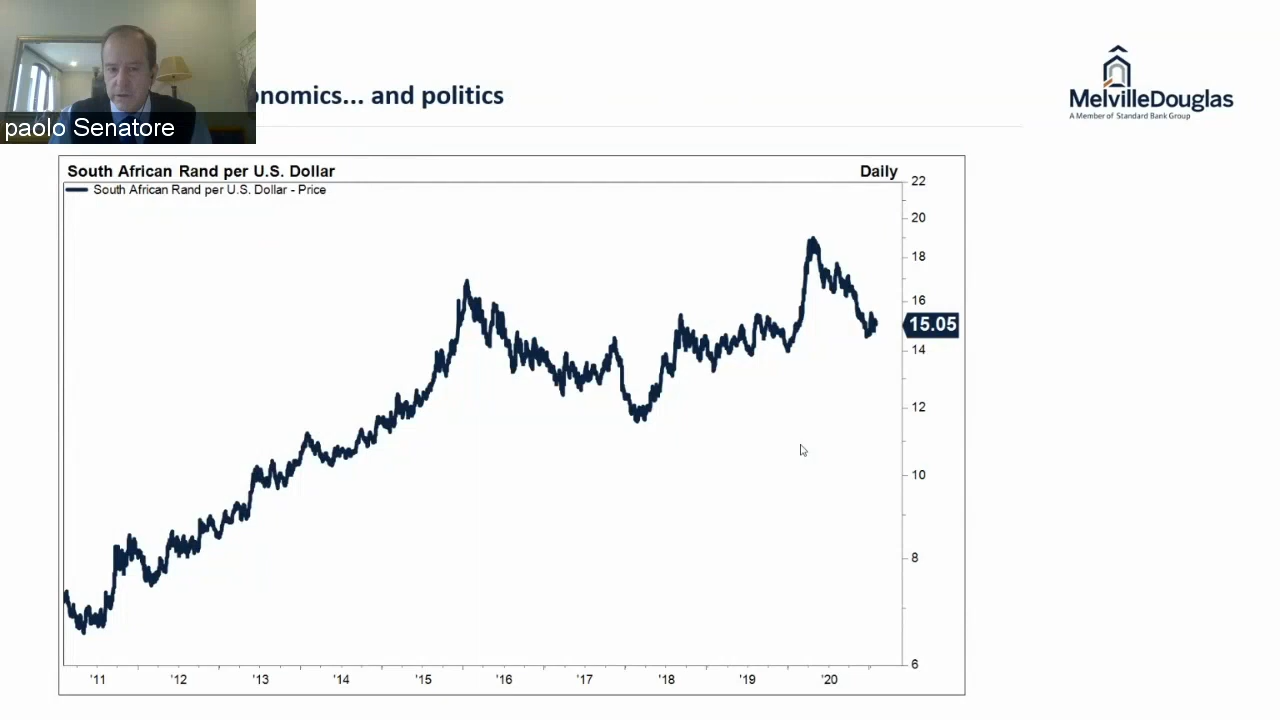 paolo Senatore
onomics... and politics
MelvilleDouglas
A Member of Standard Bank Group
South African Rand per U.S. Dollar
Daily
South African Rand per U.S. Dollar - Price
22
20
18
16
15.05
14
12
10
8
6
'11 '12 '13 '14 '15 '16 '17 '18 '19 '20